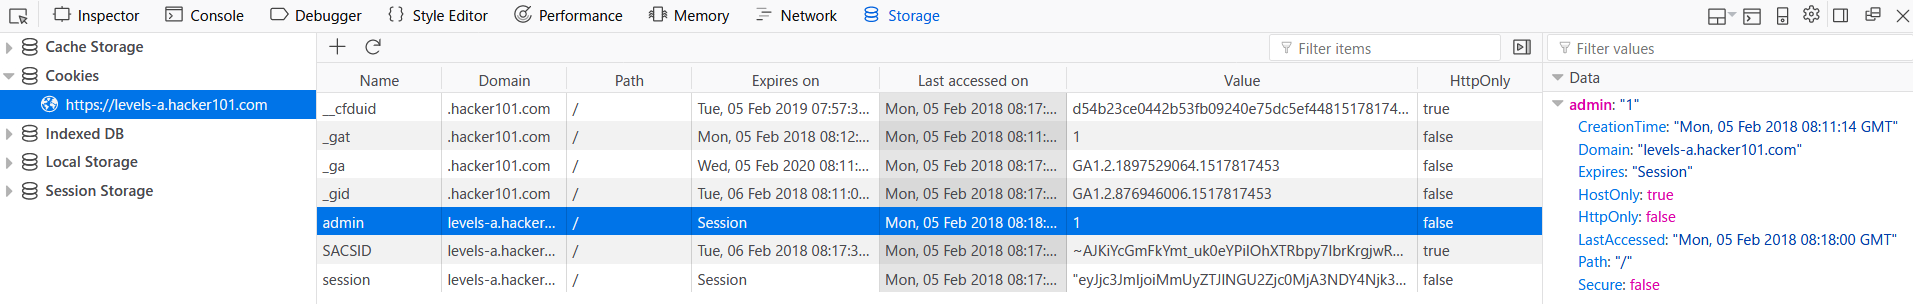 Inspector Console Debugger Style Editor Performance Memory Network Storage
Cache Storage
Cookies
https://levels-a.hacker101.com
Indexed DB
Local Storage
Session Storage
Filter items
Name Domain Path Expires on Last accessed on Value HttpOnly
__cfduid .hacker101.com / Tue, 05 Feb 2019 07:57:3... Mon, 05 Feb 2018 08:17:... d54b23ce0442b53fb09240e75dc5ef44815178174... true
_gat .hacker101.com / Mon, 05 Feb 2018 08:12:... Mon, 05 Feb 2018 08:11:... 1 false
_ga .hacker101.com / Wed, 05 Feb 2020 08:11:... Mon, 05 Feb 2018 08:17:... GA1.2.1897529064.1517817453 false
_gid .hacker101.com / Tue, 06 Feb 2018 08:11:0... Mon, 05 Feb 2018 08:17:... GA1.2.876946006.1517817453 false
admin levels-a.hacker... / Session Mon, 05 Feb 2018 08:18:... 1 false
SACSID levels-a.hacker... / Tue, 06 Feb 2018 08:17:3... Mon, 05 Feb 2018 08:17:... ~AJKiYcGmFkYmt_uk0eYPiIOhXTRbpy7IbrKrgjwR... true
session levels-a.hacker... / Session Mon, 05 Feb 2018 08:17:... "eyJjc3JmIjoiMmUyZTJlNGU2Zjc0MjA3NDY4Njk3... false
Filter values
Data
admin: "1"
CreationTime: "Mon, 05 Feb 2018 08:11:14 GMT"
Domain: "levels-a.hacker101.com"
Expires: "Session"
HostOnly: true
HttpOnly: false
LastAccessed: "Mon, 05 Feb 2018 08:18:00 GMT"
Path: "/"
Secure: false